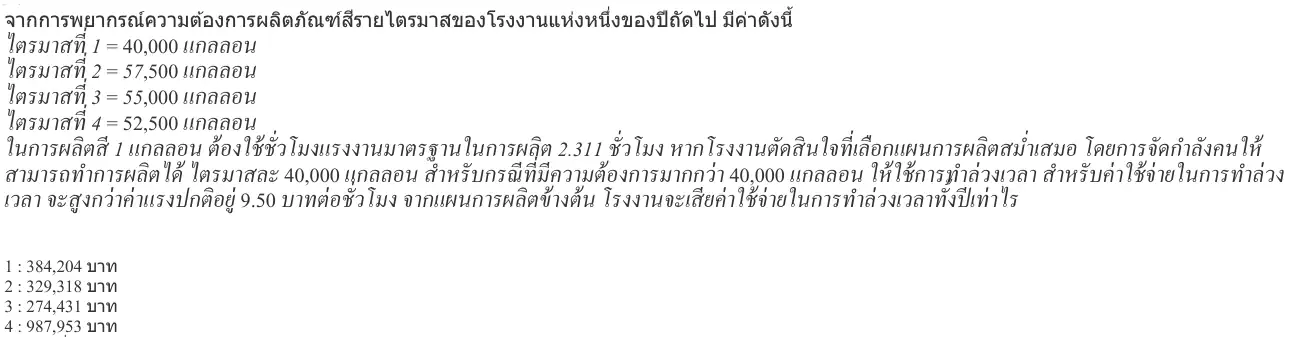 จากการพยากรณ์ความต้องการผลิตภัณฑ์สีรายไตรมาสของโรงงานแห่งหนึ่งของปีถัดไป มีค่าดังนี้
ไตรมาสที่ 1 = 40,000 แกลลอน
ไตรมาสที่ 2 = 57,500 แกลลอน
ไตรมาสที่ 3 = 55,000 แกลลอน
ไตรมาสที่ 4 = 52,500 แกลลอน
ในการผลิตสี 1 แกลลอน ต้องใช้ชั่วโมงแรงงานมาตรฐานในการผลิต 2.311 ชั่วโมง หากโรงงานตัดสินใจที่เลือกแผนการผลิตสม่ำเสมอ โดยการจัดกำลังคนให้
สามารถทำการผลิตได้ ไตรมาสละ 40,000 แกลลอน สำหรับกรณีที่มีความต้องการมากกว่า 40,000 แกลลอน ให้ใช้การทำล่วงเวลา สำหรับค่าใช้จ่ายในการทำล่วง
เวลา จะสูงกว่าค่าแรงปกติอยู่ 9.50 บาทต่อชั่วโมง จากแผนการผลิตข้างต้น โรงงานจะเสียค่าใช้จ่ายในการทำล่วงเวลาทั้งปีเท่าไร
1 : 384,204 บาท
2 : 329,318 บาท
3 : 274,431 บาท
4 : 987,953 บาท